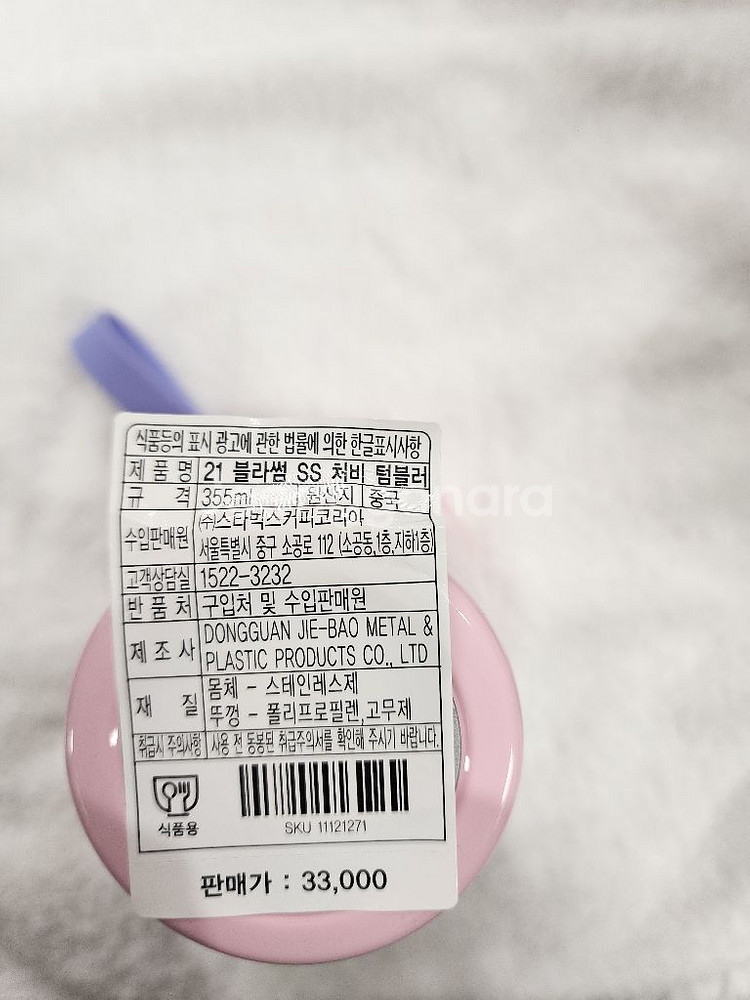 식품등의 표시 광고에 관한 법률에 의한 한글표시사항
제 품 명 21 블라썸 SS 처비 텀블러
규 격 355ml 원산지 중국
수입판매원 ㈜스타벅스커피코리아
서울특별시 중구 소공로 112 (소공동,1층,지하1층)
고객상담실 1522-3232
반 품 처 구입처 및 수입판매원
제 조 사 DONGGUAN JIE-BAO METAL &
PLASTIC PRODUCTS CO., LTD
재 질 몸체 - 스테인레스제
뚜껑 - 폴리프로필렌,고무제
취급시 주의사항 사용 전 동봉된 취급주의서를 확인해 주시기 바랍니다.
식품용
SKU 11121271
판매가 : 33,000